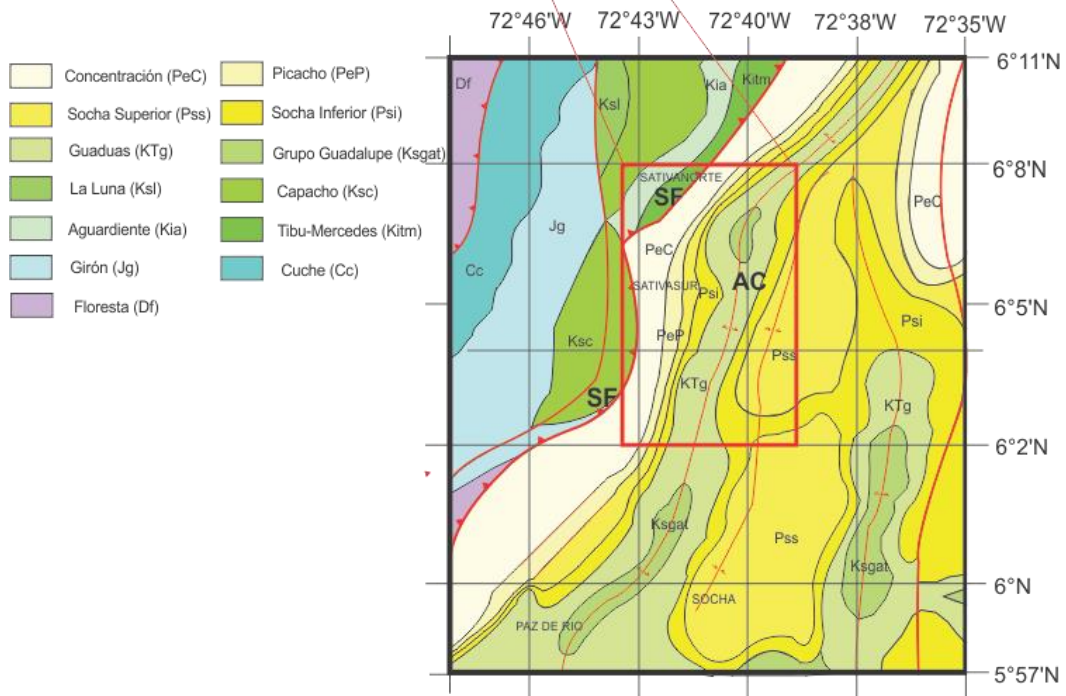 72°46'W 72°43'W 72°40'W 72°38'W 72°35'W
6°11'N
6°8'N
6°5'N
6°2'N
6°N
5°57'N
Concentración (PeC)
Picacho (PeP)
Socha Superior (Pss)
Socha Inferior (Psi)
Guaduas (KTg)
Grupo Guadalupe (Ksgat)
La Luna (Ksl)
Capacho (Ksc)
Aguardiente (Kia)
Tibu-Mercedes (Kitm)
Girón (Jg)
Cuche (Cc)
Floresta (Df)
Df
Ksl
Kia
Kitm
SATIVANORTE
SF
PeC
Jg
PeC
Cc
AC
SATIVASUR
Psi
Psi
Ksc
PeP
Pss
KTg
SF
KTg
Ksgat
Pss
Ksgat
SOCHA
PAZ DE RIO